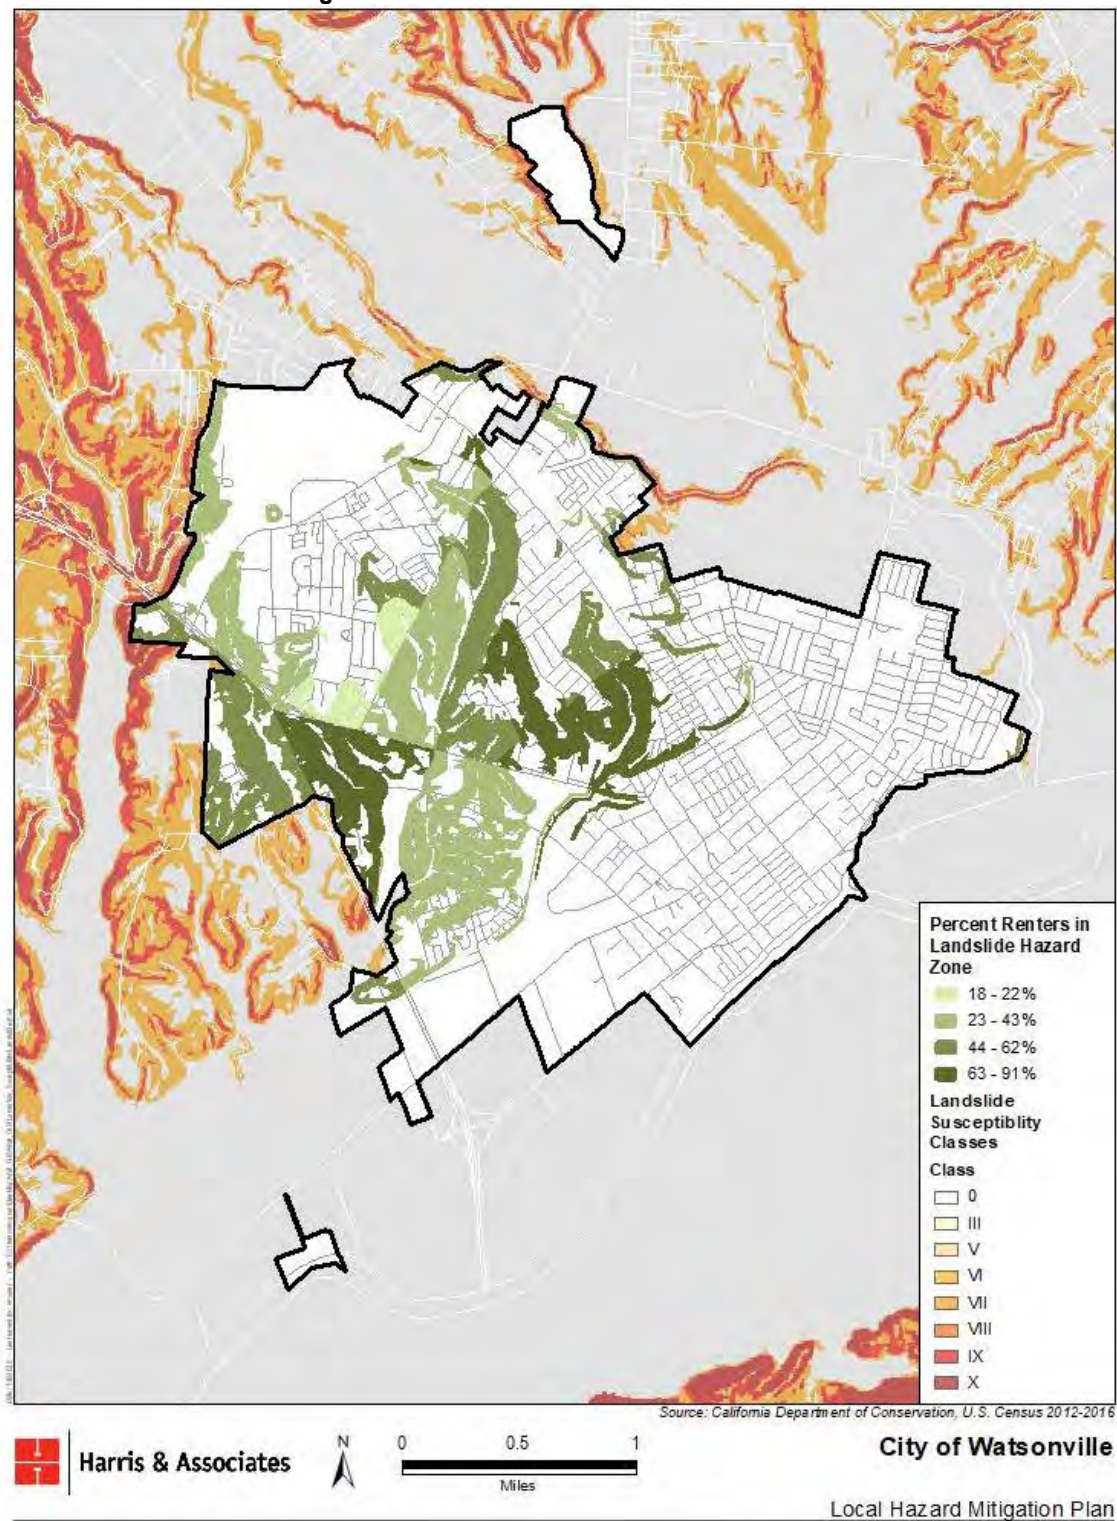 Percent Renters in
Landslide Hazard
Zone
18 - 22%
23 - 43%
44 - 62%
63 - 91%
Landslide
Susceptiblity
Classes
Class
0
III
V
VI
VII
VIII
IX
X
Source: California Department of Conservation, U.S. Census 2012-2016
Harris & Associates
N
0 0.5 1
Miles
City of Watsonville
Local Hazard Mitigation Plan